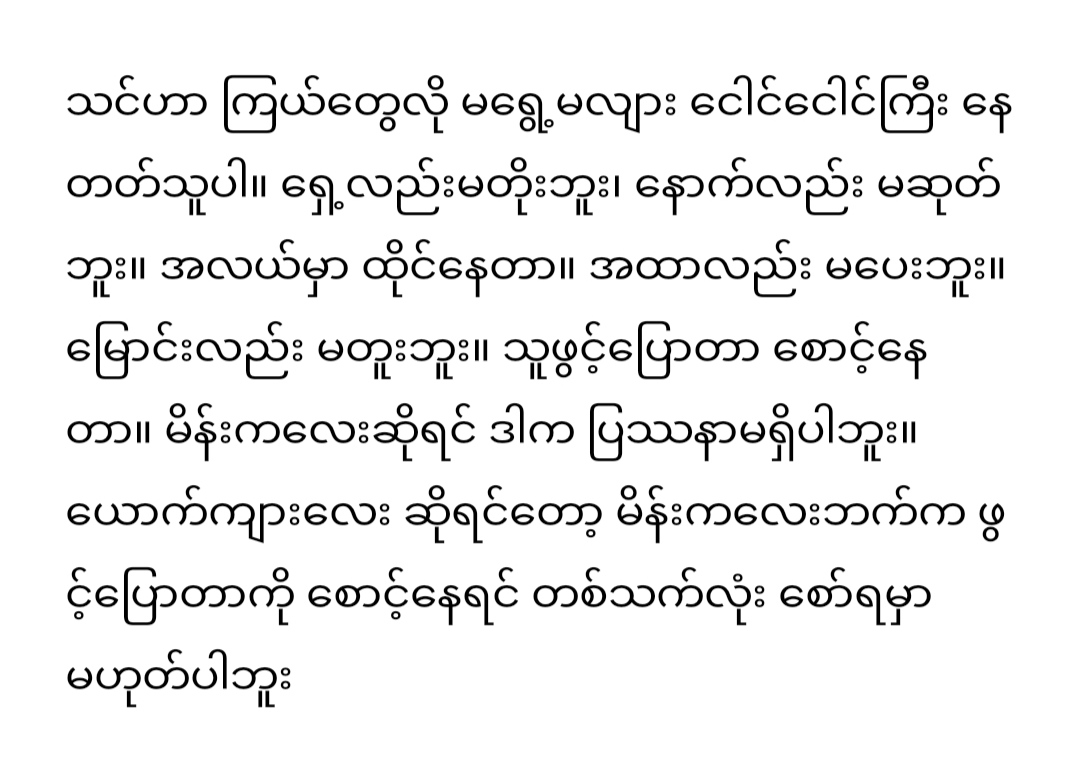 သင်ဟာ ကြယ်တွေလို မရွေ့မလျား ငေါင်ငေါင်ကြီး နေ
တတ်သူပါ။ ရှေ့လည်းမတိုးဘူး၊ နောက်လည်း မဆုတ်
ဘူး။ အလယ်မှာ ထိုင်နေတာ။ အထာလည်း မပေးဘူး။
မြောင်းလည်း မတူးဘူး။ သူဖွင့်ပြောတာ စောင့်နေ
တာ။ မိန်းကလေးဆိုရင် ဒါက ပြဿနာမရှိပါဘူး။
ယောက်ကျားလေး ဆိုရင်တော့ မိန်းကလေးဘက်က ဖွ
င့်ပြောတာကို စောင့်နေရင် တစ်သက်လုံး စော်ရမှာ
မဟုတ်ပါဘူး